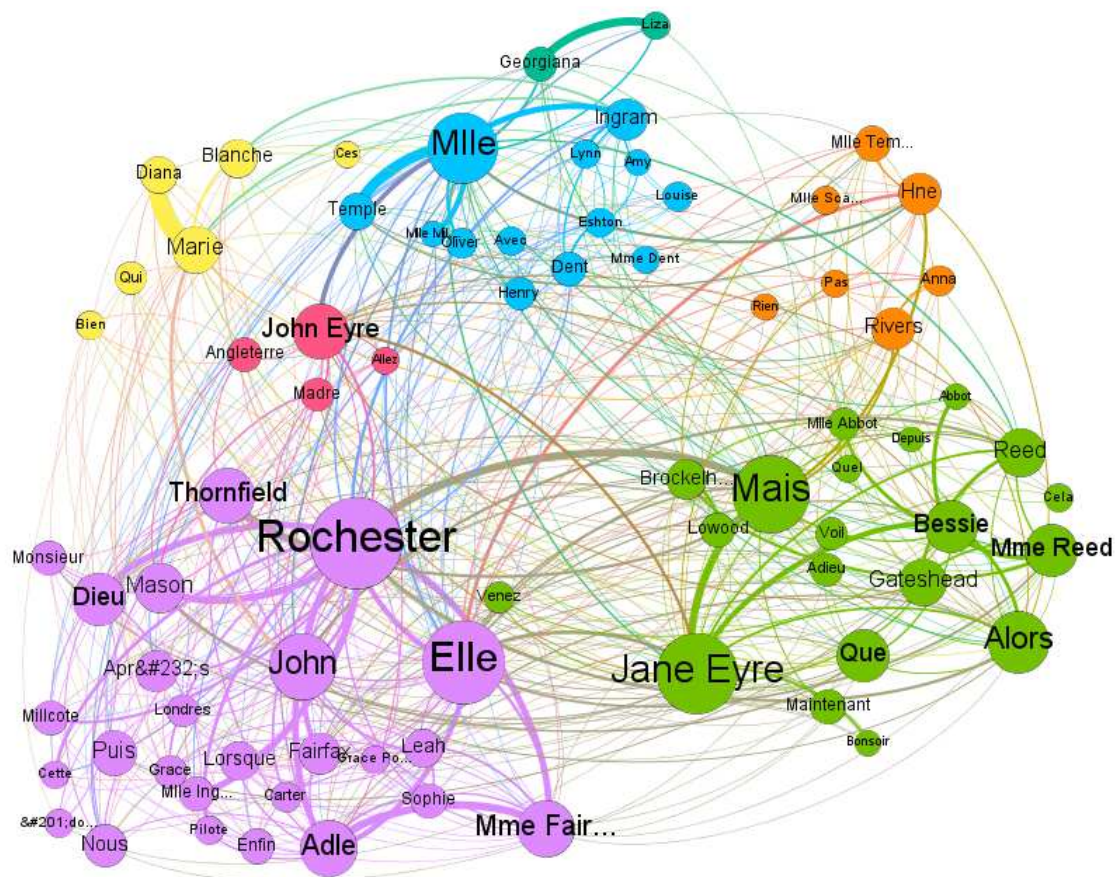 Liza
Georgiana
Mlle
Ingram
Lynn
Amy
Louise
Temple
Mlle Mil...
Oliver
Avec
Eshton
Mme Dent
Dent
Henry
Blanche
Ces
Diana
Marie
Qui
Bien
Mlle Tem...
Hne
Mlle Sca...
Pas
Anna
Rien
Rivers
John Eyre
Angleterre
Allez
Madre
Abbot
Mlle Abbot
Depuis
Reed
Brockelh...
Mais
Quel
Cela
Lowood
Voil
Bessie
Mme Reed
Adieu
Gateshead
Venez
Jane Eyre
Que
Alors
Maintenant
Bonsoir
Thornfield
Rochester
Monsieur
Mason
Dieu
John
Elle
Apr&#232;s
Millcote
Londres
Puis
Lorsque
Fairfax
Leah
Grace Po...
Cette
Grace
Mlle Ing...
Carter
Sophie
&#201;do...
Nous
Pilote
Enfin
Adle
Mme Fair...